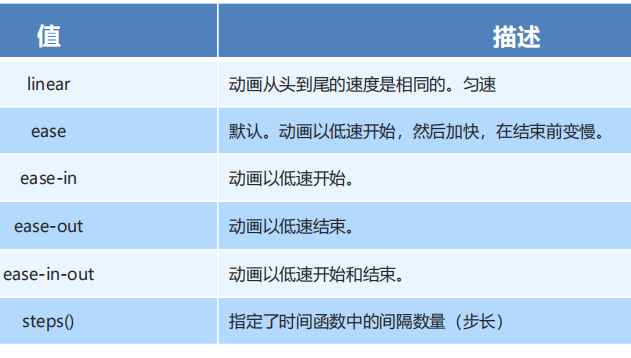 值 描述
linear 动画从头到尾的速度是相同的。匀速
ease 默认。动画以低速开始，然后加快，在结束前变慢。
ease-in 动画以低速开始。
ease-out 动画以低速结束。
ease-in-out 动画以低速开始和结束。
steps() 指定了时间函数中的间隔数量（步长）